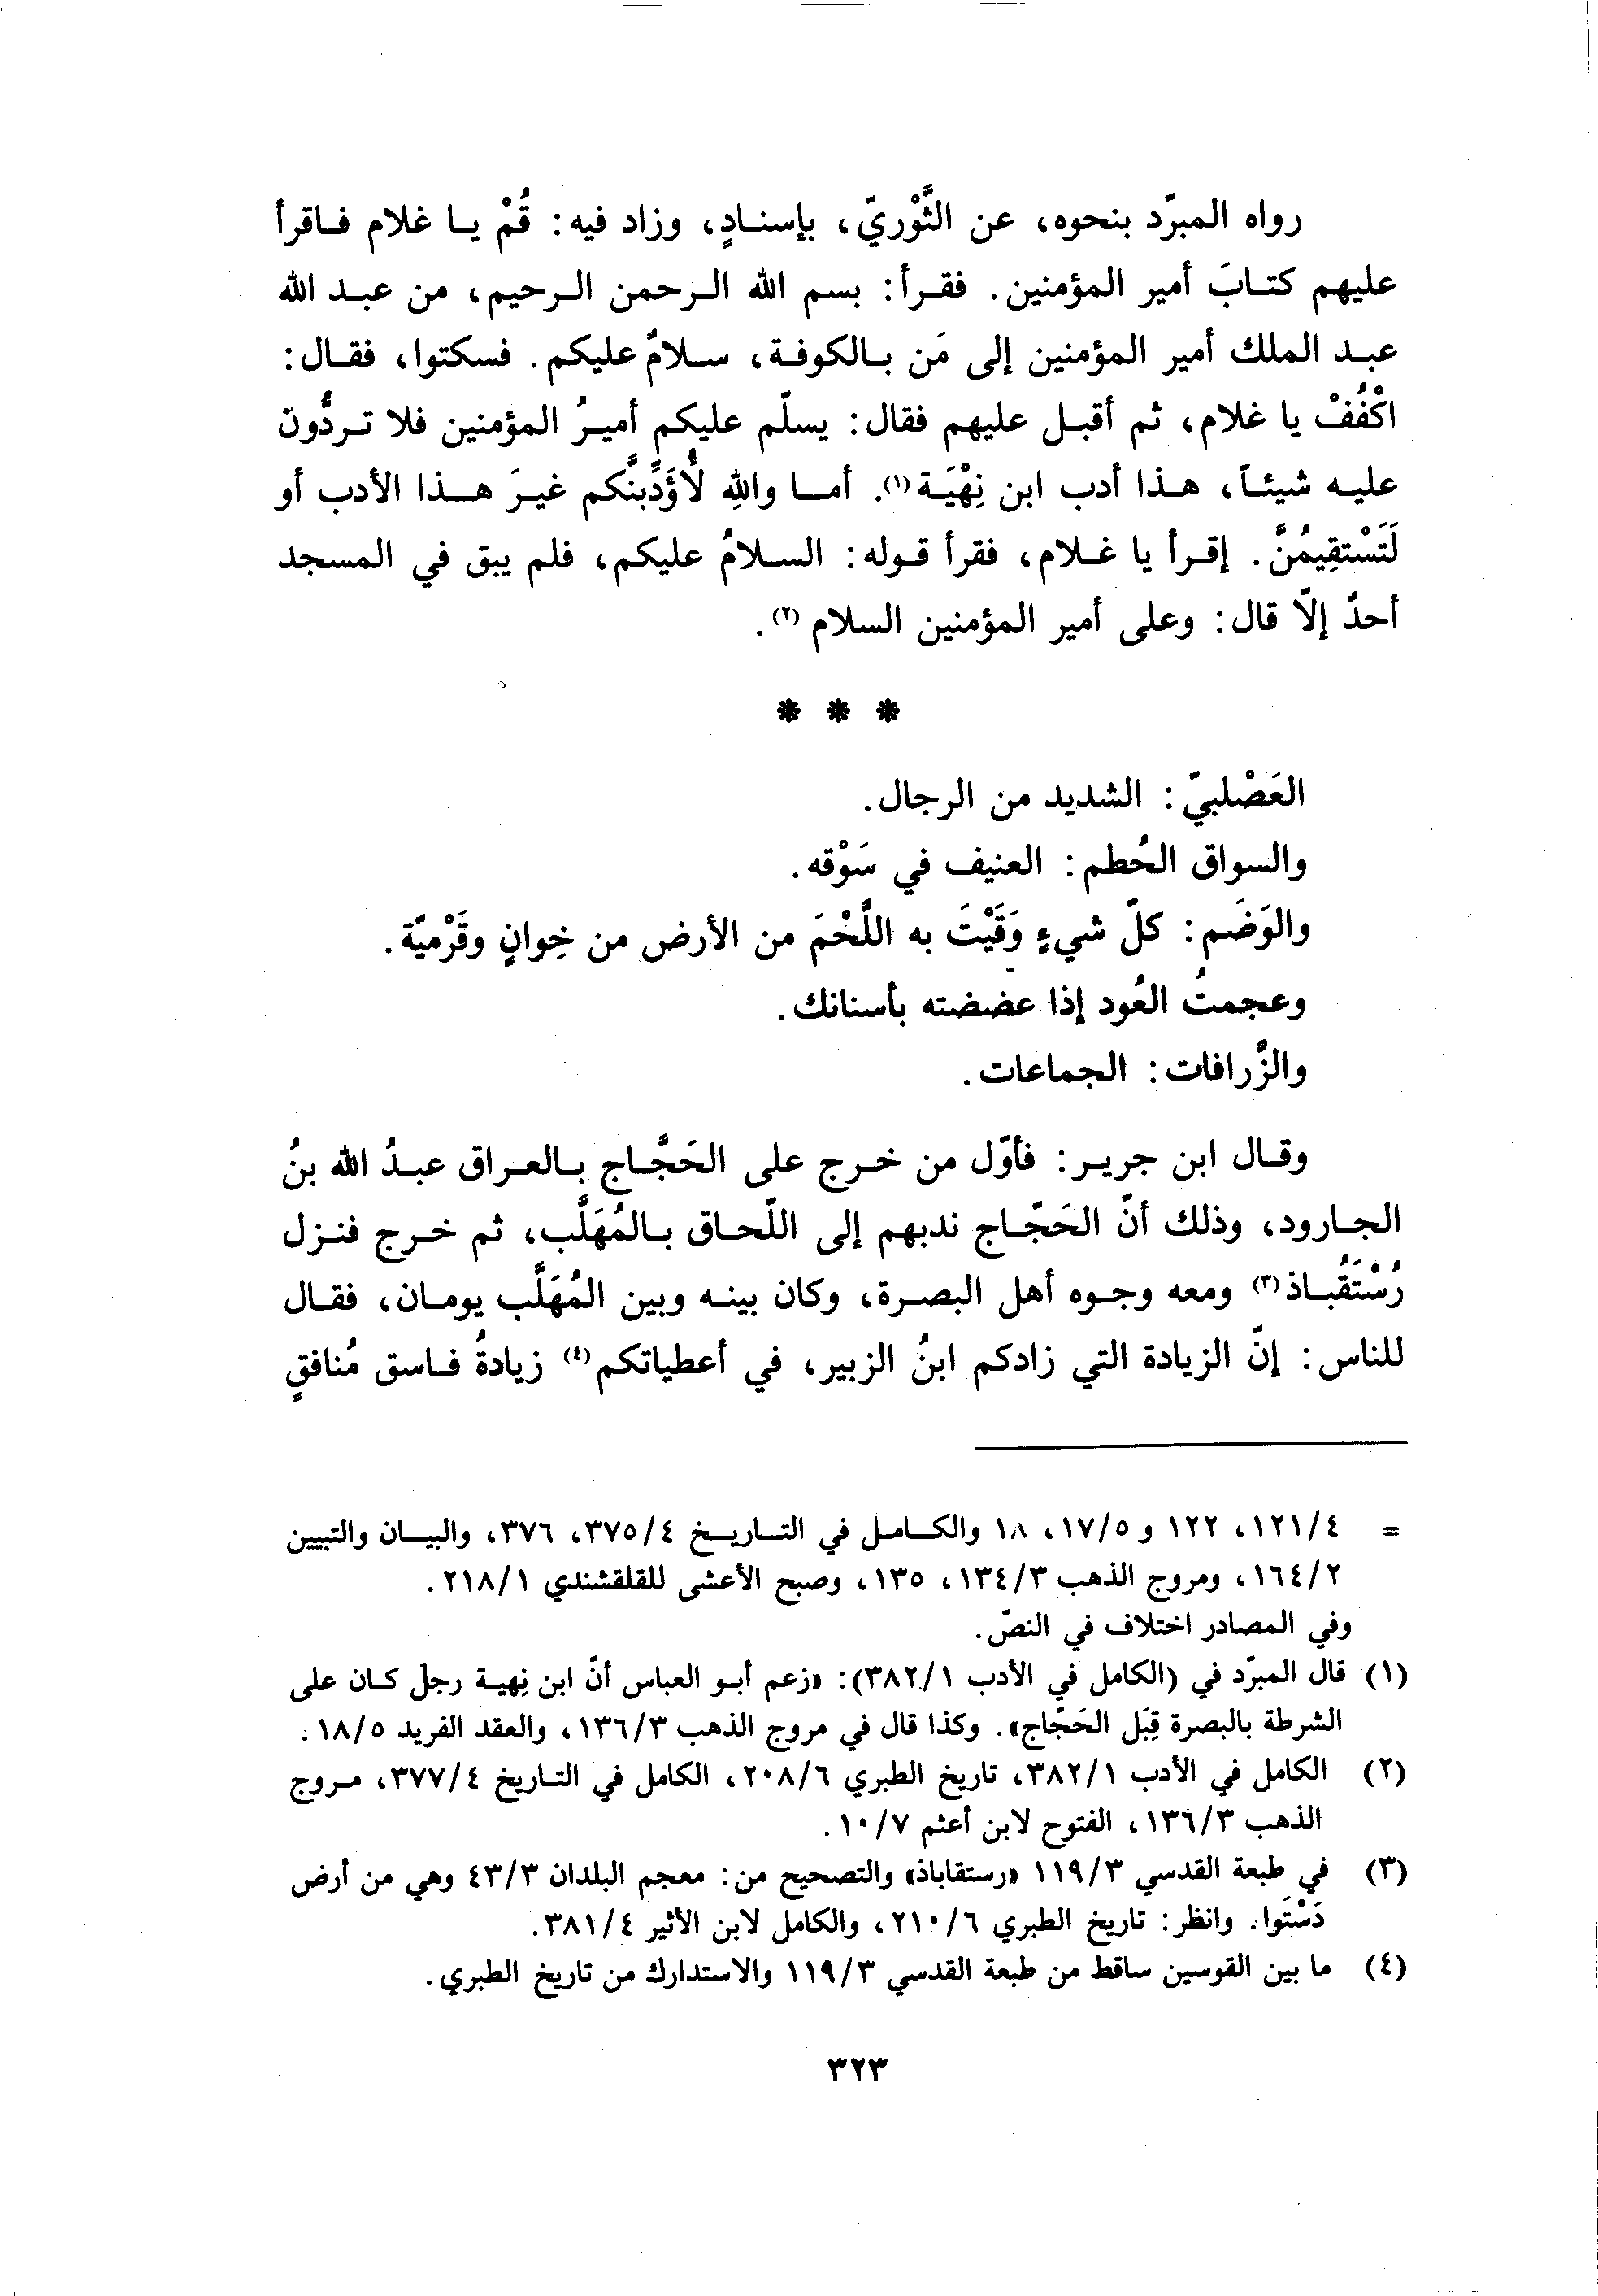 رواه المبرّد بنحوه، عن الثَّوْريّ، بإسنادٍ، وزاد فيه: قُمْ يا غلام فاقرأ
عليهم كتابَ أمير المؤمنين. فقرأ: بسم الله الرحمن الرحيم، من عبد الله
عبد الملك أمير المؤمنين إلى مَن بالكوفة، سلامٌ عليكم. فسكتوا، فقال:
اكْفُفْ يا غلام، ثم أقبل عليهم فقال: يسلّم عليكم أميرُ المؤمنين فلا تردُّونَ
عليه شيئاً، هذا أدب ابن نِهْيَة(١). أما واللهِ لَأُؤَدِّبنَّكم غيرَ هذا الأدب أو
لَتَسْتقِيمُنَّ. إقرأ يا غلام، فقرأ قوله: السلامُ عليكم، فلم يبق في المسجد
أحدٌ إلّا قال: وعلى أمير المؤمنين السلام(٢).
* * *
العَصْلبيّ: الشديد من الرجال.
والسواق الحُطم: العنيف في سَوْقه.
والوَضَم: كلّ شيءٍ وَقَيْتَ به اللَّحْمَ من الأرض من خِوانٍ وقَرْميّة.
وعجمتُ العُود إذا عضضته بأسنانك.
والزَّرافات: الجماعات.
وقال ابن جرير: فأوّل من خرج على الحَجَّاج بالعراق عبدُ الله بنُ
الجارود، وذلك أنّ الحَجّاج ندبهم إلى اللّحاق بالمُهَلَّب، ثم خرج فنزل
رُسْتَقُباذ(٣) ومعه وجوه أهل البصرة، وكان بينه وبين المُهَلَّب يومان، فقال
للناس: إنّ الزيادة التي زادكم ابنُ الزبير، في أعطياتكم(٤) زيادةُ فاسق مُنافقٍ
= ١٢١/٤، ١٢٢ و ١٧/٥، ١٨ والكامل في التاريخ ٣٧٥/٤، ٣٧٦، والبيان والتبيين
١٦٤/٢، ومروج الذهب ١٣٤/٣، ١٣٥، وصبح الأعشى للقلقشندي ٢١٨/١.
وفي المصادر اختلاف في النصّ.
(١) قال المبرّد في (الكامل في الأدب ٣٨٢/١): «زعم أبو العباس أنّ ابن نِهية رجل كان على
الشرطة بالبصرة قِبَل الحَجّاج». وكذا قال في مروج الذهب ١٣٦/٣، والعقد الفريد ١٨/٥.
(٢) الكامل في الأدب ٣٨٢/١، تاريخ الطبري ٢٠٨/٦، الكامل في التاريخ ٣٧٧/٤، مروج
الذهب ١٣٦/٣، الفتوح لابن أعثم ١٠/٧.
(٣) في طبعة القدسي ١١٩/٣ «رستقاباذ» والتصحيح من: معجم البلدان ٤٣/٣ وهي من أرض
دَسْتَوا. وانظر: تاريخ الطبري ٢١٠/٦، والكامل لابن الأثير ٣٨١/٤.
(٤) ما بين القوسين ساقط من طبعة القدسي ١١٩/٣ والاستدارك من تاريخ الطبري.
٣٢٣